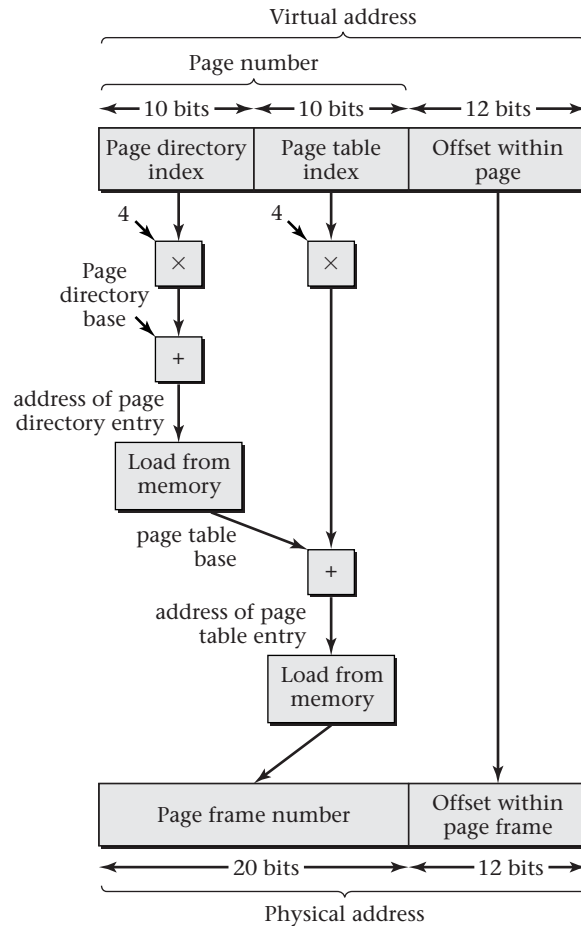 Virtual address
Page number
10 bits 10 bits 12 bits
Page directory
index
Page table
index
Offset within
page
4
×
4
×
Page
directory
base
+
address of page
directory entry
Load from
memory
page table
base
+
address of page
table entry
Load from
memory
Page frame number
Offset within
page frame
20 bits 12 bits
Physical address